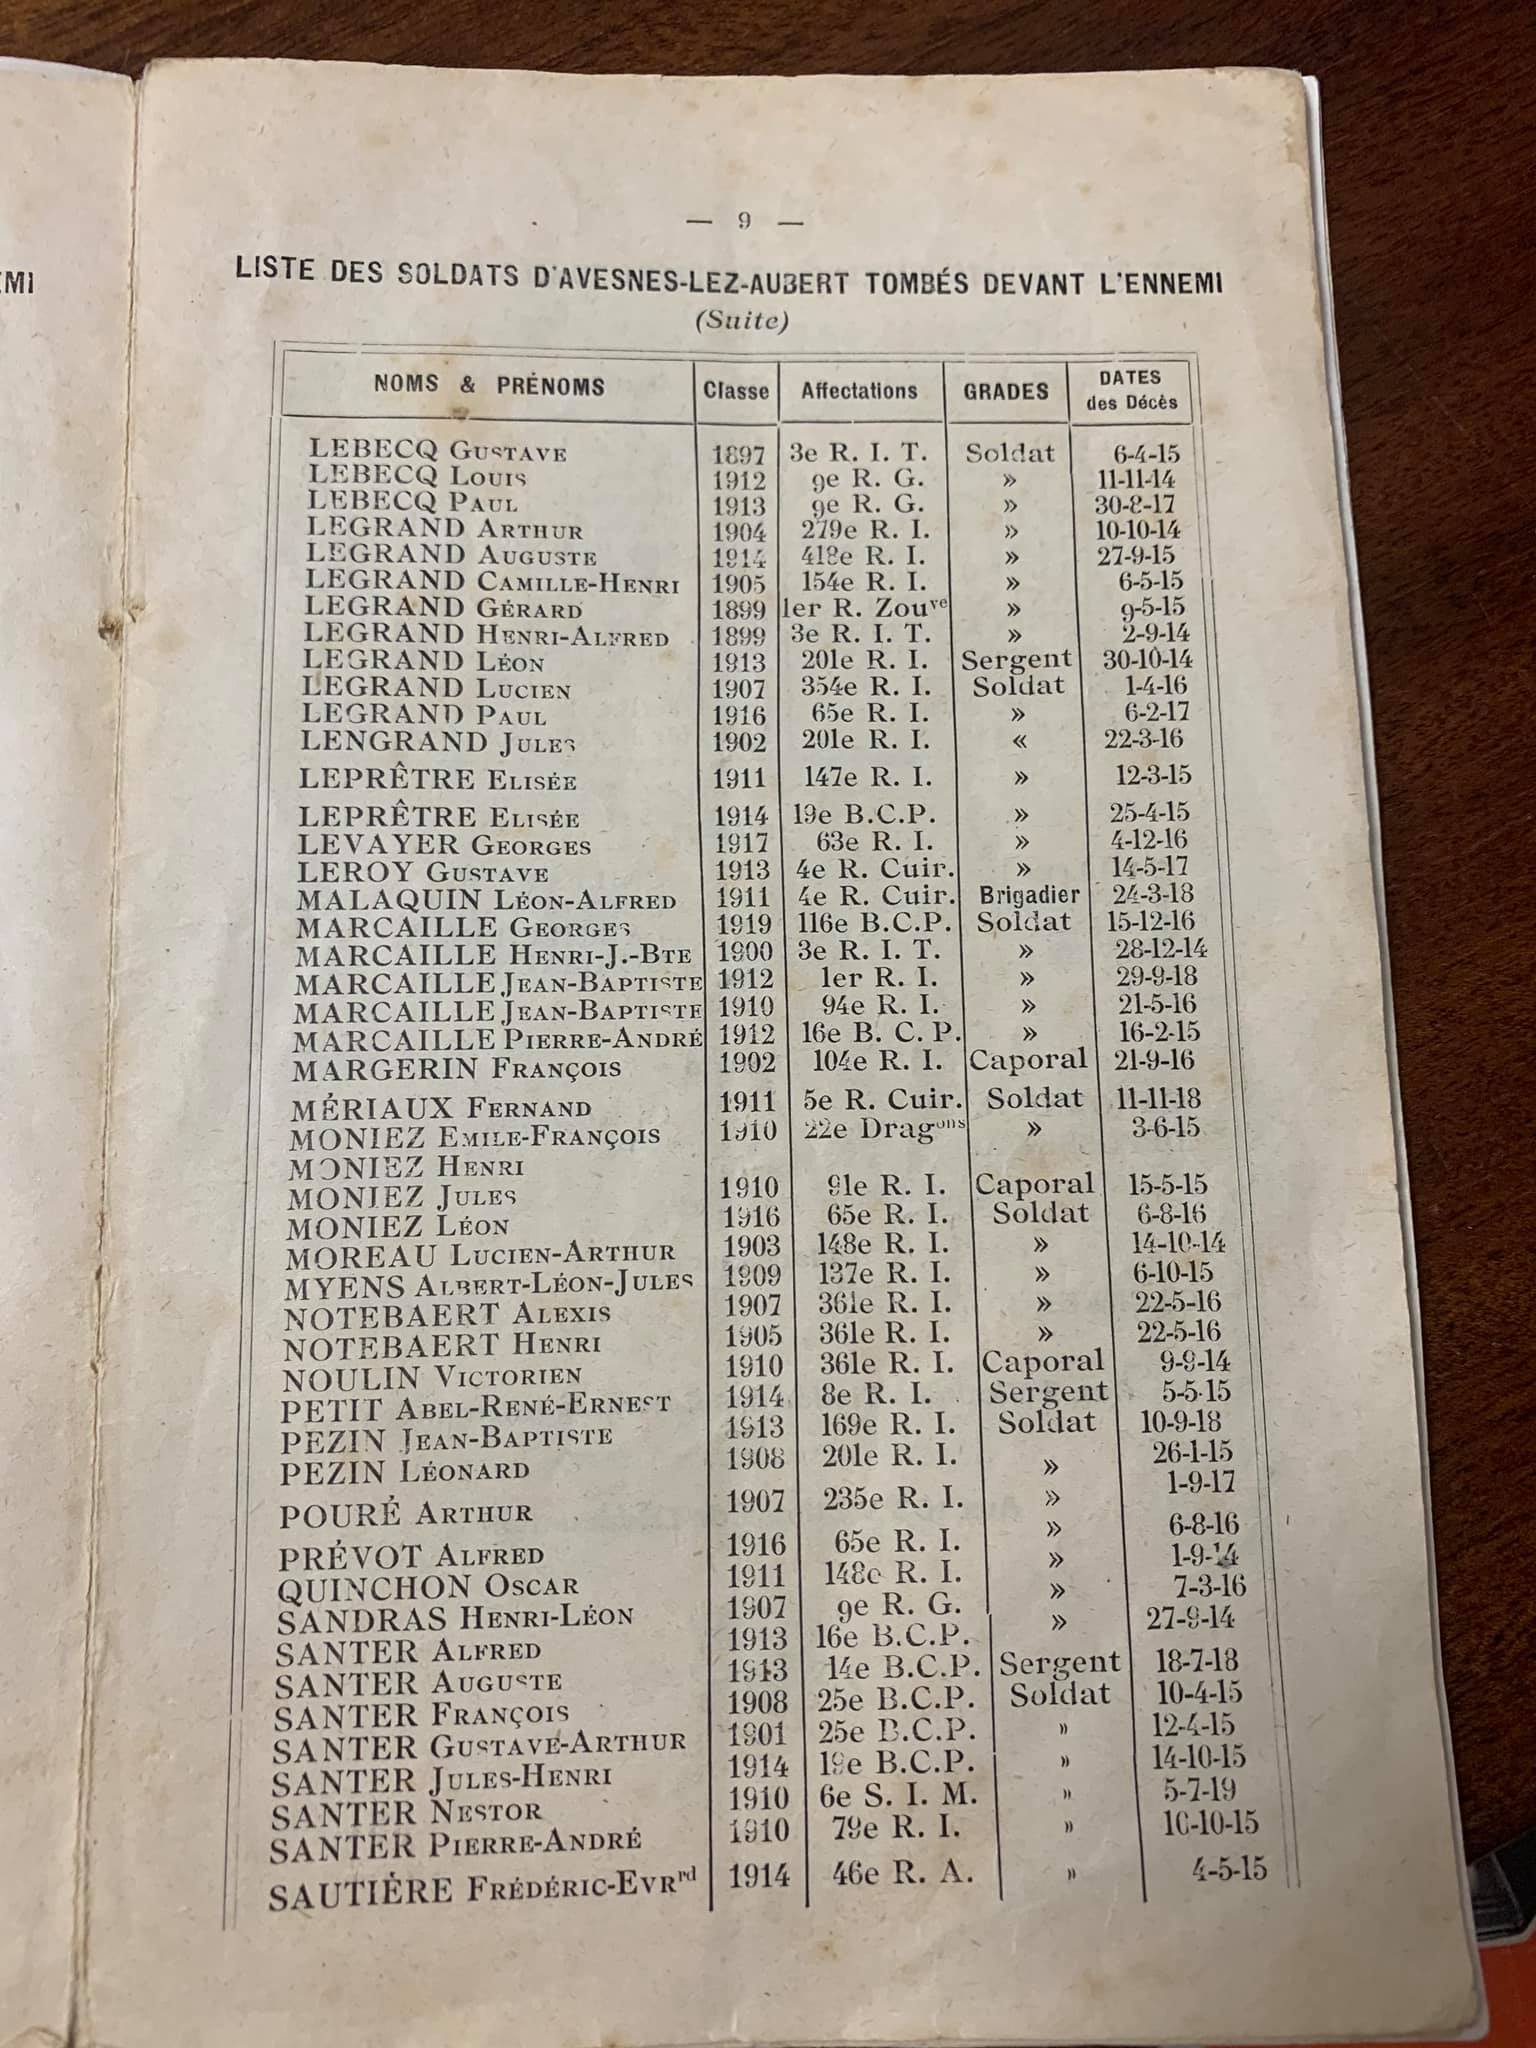 EMI
— 9 —
LISTE DES SOLDATS D'AVESNES-LEZ-AUBERT TOMBÉS DEVANT L'ENNEMI
(Suite)
NOMS & PRÉNOMS Classe Affectations GRADES DATES des Décès
LEBECQ GUSTAVE 1897 3e R. I. T. Soldat 6-4-15
LEBECQ LOUIS 1912 9e R. G. » 11-11-14
LEBECQ PAUL 1913 9e R. G. » 30-8-17
LEGRAND ARTHUR 1904 279e R. I. » 10-10-14
LEGRAND AUGUSTE 1914 418e R. I. » 27-9-15
LEGRAND CAMILLE-HENRI 1905 154e R. I. » 6-5-15
LEGRAND GÉRARD 1899 1er R. Zouve » 9-5-15
LEGRAND HENRI-ALFRED 1899 3e R. I. T. » 2-9-14
LEGRAND LÉON 1913 201e R. I. Sergent 30-10-14
LEGRAND LUCIEN 1907 354e R. I. Soldat 1-4-16
LEGRAND PAUL 1916 65e R. I. » 6-2-17
LENGRAND JULES 1902 201e R. I. « 22-3-16
LEPRÊTRE ELISÉE 1911 147e R. I. » 12-3-15
LEPRÊTRE ELISÉE 1914 19e B.C.P. » 25-4-15
LEVAYER GEORGES 1917 63e R. I. » 4-12-16
LEROY GUSTAVE 1913 4e R. Cuir. » 14-5-17
MALAQUIN LÉON-ALFRED 1911 4e R. Cuir. Brigadier 24-3-18
MARCAILLE GEORGES 1919 116e B.C.P. Soldat 15-12-16
MARCAILLE HENRI-J.-BTE 1900 3e R. I. T. » 28-12-14
MARCAILLE JEAN-BAPTISTE 1912 1er R. I. » 29-9-18
MARCAILLE JEAN-BAPTISTE 1910 94e R. I. » 21-5-16
MARCAILLE PIERRE-ANDRÉ 1912 16e B. C. P. » 16-2-15
MARGERIN FRANÇOIS 1902 104e R. I. Caporal 21-9-16
MÉRIAUX FERNAND 1911 5e R. Cuir. Soldat 11-11-18
MONIEZ EMILE-FRANÇOIS 1910 22e Dragons » 3-6-15
MONIEZ HENRI
MONIEZ JULES 1910 91e R. I. Caporal 15-5-15
MONIEZ LÉON 1916 65e R. I. Soldat 6-8-16
MOREAU LUCIEN-ARTHUR 1903 148e R. I. » 14-10-14
MYENS ALBERT-LÉON-JULES 1909 137e R. I. » 6-10-15
NOTEBAERT ALEXIS 1907 361e R. I. » 22-5-16
NOTEBAERT HENRI 1905 361e R. I. » 22-5-16
NOULIN VICTORIEN 1910 361e R. I. Caporal 9-9-14
PETIT ABEL-RENÉ-ERNEST 1914 8e R. I. Sergent 5-5-15
PEZIN JEAN-BAPTISTE 1913 169e R. I. Soldat 10-9-18
PEZIN LÉONARD 1908 201e R. I. » 26-1-15
POURÉ ARTHUR 1907 235e R. I. » 1-9-17
PRÉVOT ALFRED 1916 65e R. I. » 6-8-16
QUINCHON OSCAR 1911 148e R. I. » 1-9-14
SANDRAS HENRI-LÉON 1907 9e R. G. » 7-3-16
SANTER ALFRED 1913 16e B.C.P. » 27-9-14
SANTER AUGUSTE 1913 14e B.C.P. Sergent 18-7-18
SANTER FRANÇOIS 1908 25e B.C.P. Soldat 10-4-15
SANTER GUSTAVE-ARTHUR 1901 25e B.C.P. » 12-4-15
SANTER JULES-HENRI 1914 19e B.C.P. » 14-10-15
SANTER NESTOR 1910 6e S. I. M. » 5-7-19
SANTER PIERRE-ANDRÉ 1910 79e R. I. » 10-10-15
SAUTIÈRE FRÉDÉRIC-EVRrd 1914 46e R. A. » 4-5-15